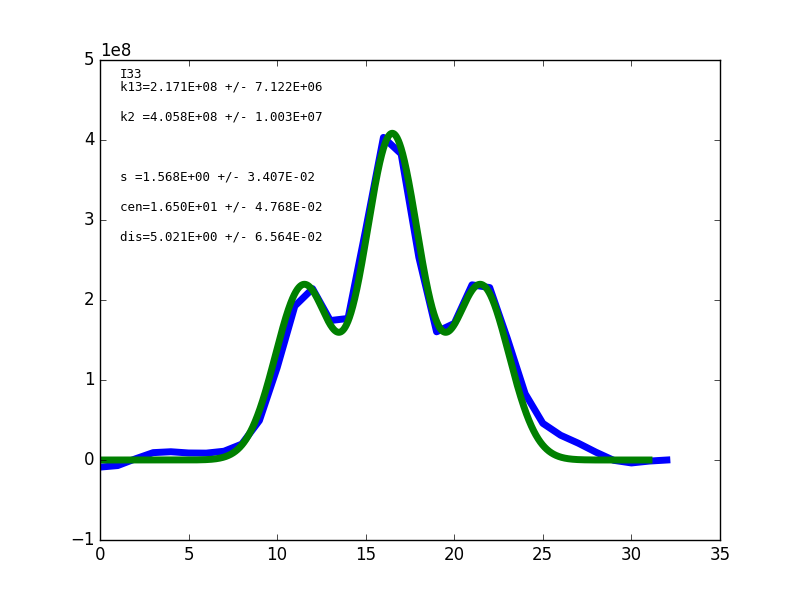 1e8
5
I33
k13=2.171E+08 +/- 7.122E+06
k2 =4.058E+08 +/- 1.003E+07
4
s =1.568E+00 +/- 3.407E-02
cen=1.650E+01 +/- 4.768E-02
3
dis=5.021E+00 +/- 6.564E-02
2
1
0
−1
0 5 10 15 20 25 30 35